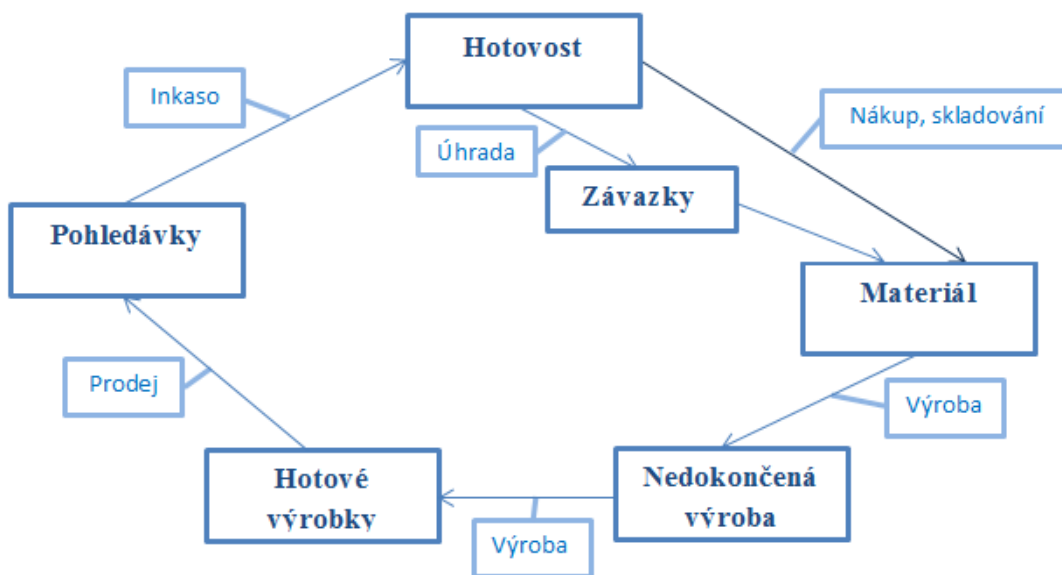 Hotovost
Inkaso
Nákup, skladování
Úhrada
Závazky
Pohledávky
Materiál
Prodej
Výroba
Hotové
výrobky
Nedokončená
výroba
Výroba